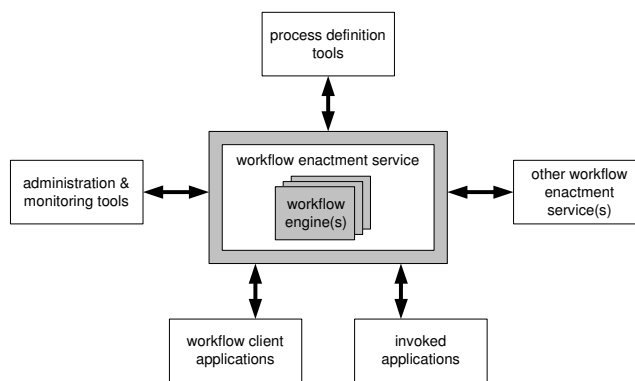 process definition
tools
workflow enactment service
workflow
engine(s)
administration &
monitoring tools
other workflow
enactment
service(s)
workflow client
applications
invoked
applications